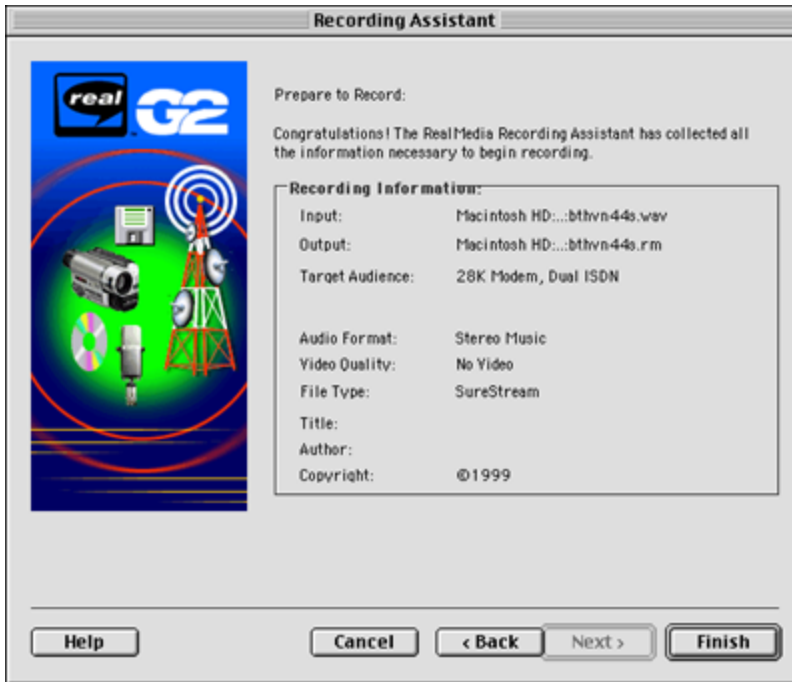 Recording Assistant
real
G2
Prepare to Record:
Congratulations! The RealMedia Recording Assistant has collected all
the information necessary to begin recording.
Recording Information:
Input: Macintosh HD:...:bthvn44s.wav
Output: Macintosh HD:...:bthvn44s.rm
Target Audience: 28K Modem, Dual ISDN
Audio Format: Stereo Music
Video Quality: No Video
File Type: SureStream
Title:
Author:
Copyright: ©1999
Help Cancel < Back Next > Finish